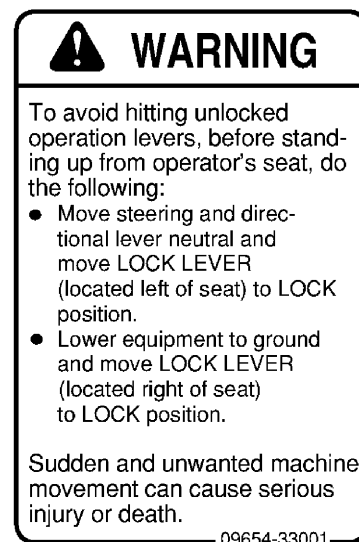 WARNING
To avoid hitting unlocked
operation levers, before stand-
ing up from operator's seat, do
the following:
● Move steering and direc-
tional lever neutral and
move LOCK LEVER
(located left of seat) to LOCK
position.
● Lower equipment to ground
and move LOCK LEVER
(located right of seat)
to LOCK position.
Sudden and unwanted machine
movement can cause serious
injury or death.
09654-33001